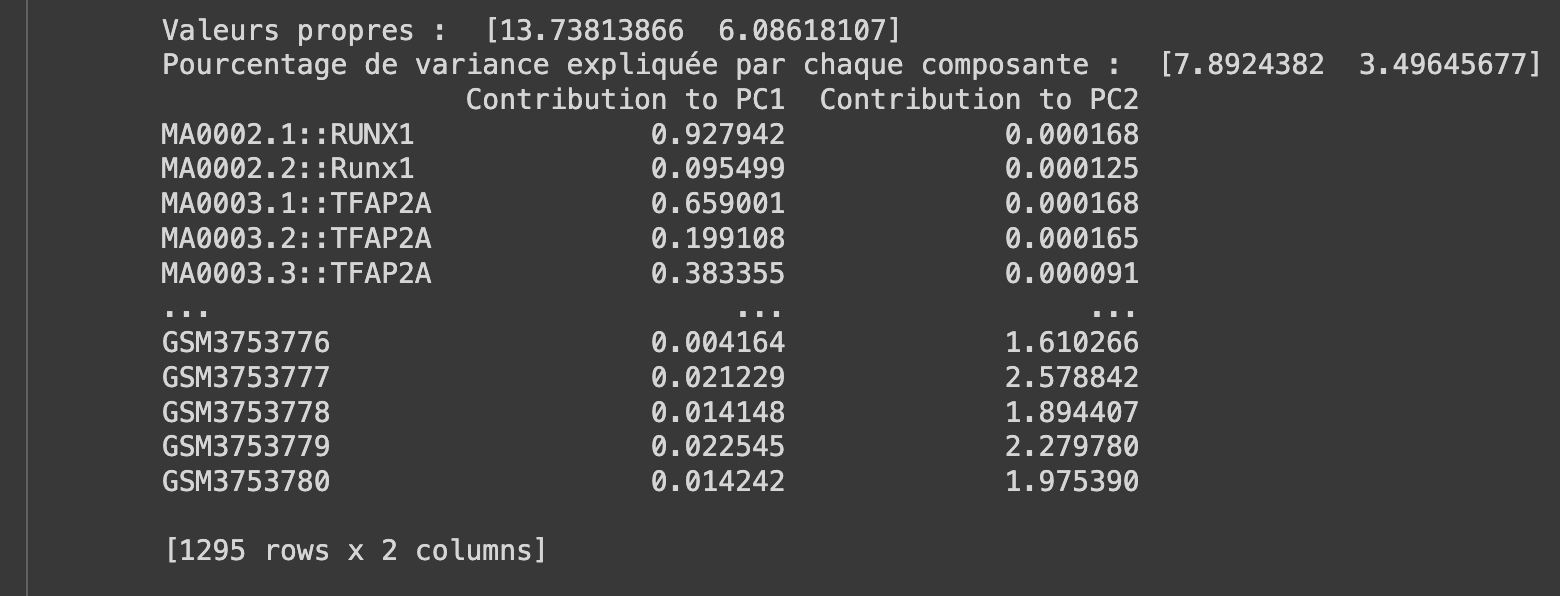 Valeurs propres :  [13.73813866  6.08618107]
Pourcentage de variance expliquée par chaque composante :  [7.8924382  3.49645677]
Contribution to PC1  Contribution to PC2
MA0002.1::RUNX1 0.927942 0.000168
MA0002.2::Runx1 0.095499 0.000125
MA0003.1::TFAP2A 0.659001 0.000168
MA0003.2::TFAP2A 0.199108 0.000165
MA0003.3::TFAP2A 0.383355 0.000091
... ... ...
GSM3753776 0.004164 1.610266
GSM3753777 0.021229 2.578842
GSM3753778 0.014148 1.894407
GSM3753779 0.022545 2.279780
GSM3753780 0.014242 1.975390
[1295 rows x 2 columns]